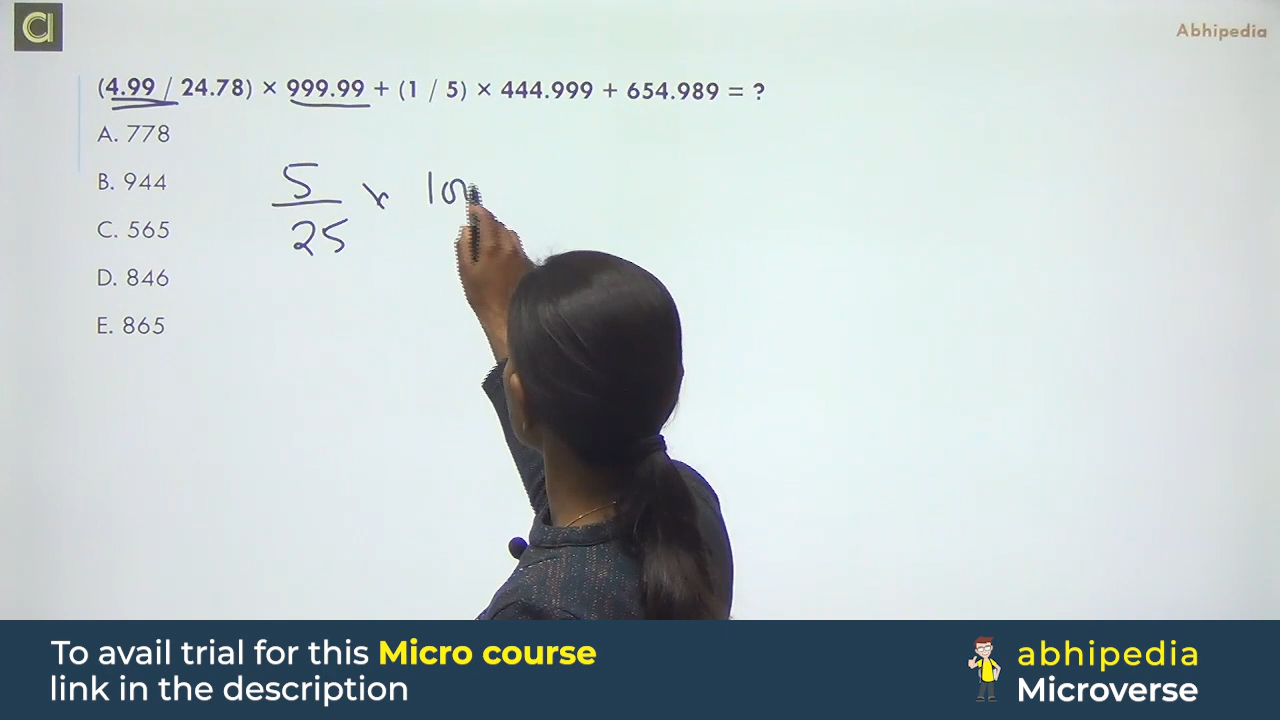 Abhipedia
(4.99 / 24.78) × 999.99 + (1 / 5) × 444.999 + 654.989 = ?
A. 778
B. 944
C. 565
D. 846
E. 865
5
25
×
100
To avail trial for this Micro course
link in the description
abhipedia
Microverse